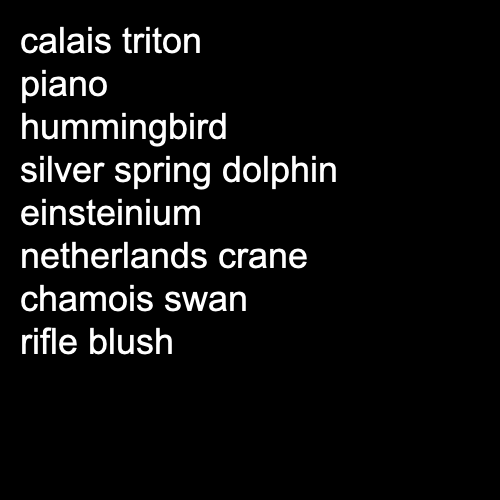 calais triton
piano
hummingbird
silver spring dolphin
einsteinium
netherlands crane
chamois swan
rifle blush